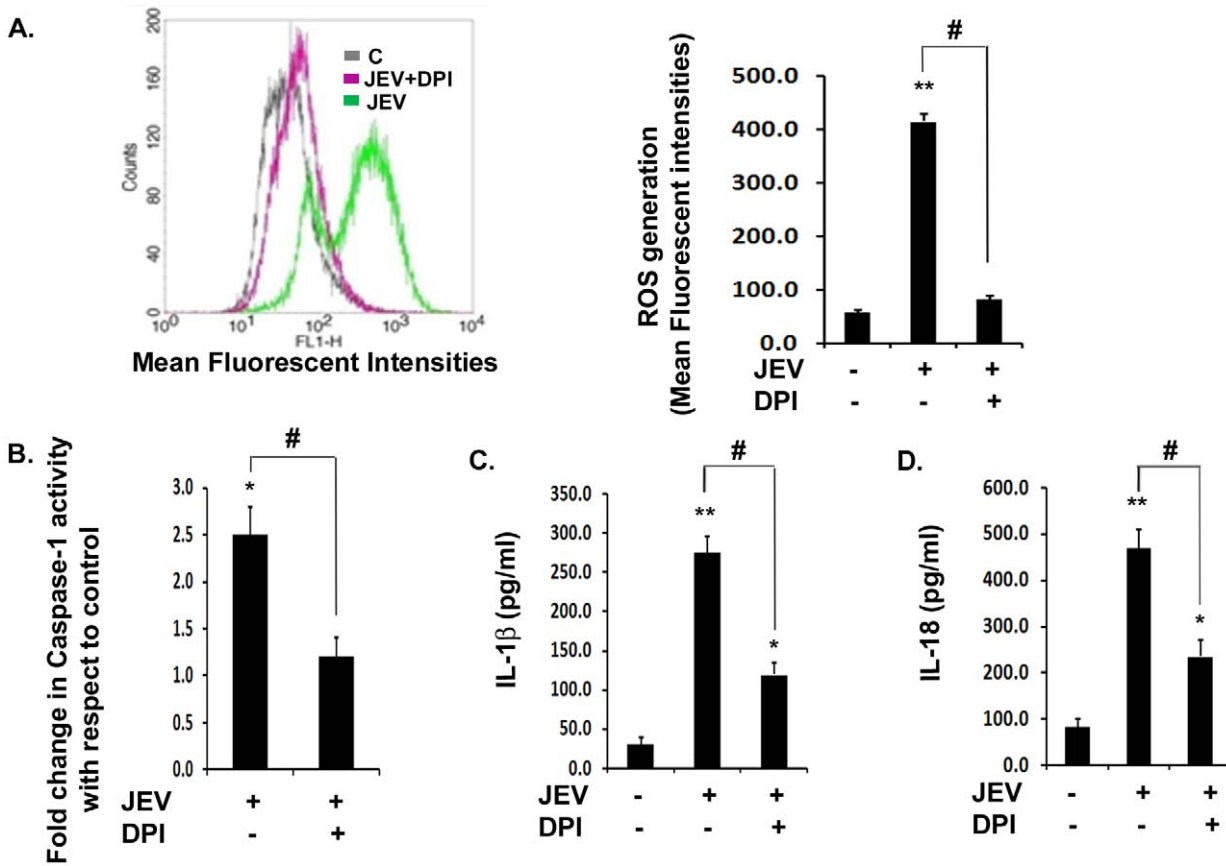 A.
200
160
120
80
40
0
Counts
C
JEV+DPI
JEV
10⁰ 10¹ 10² 10³ 10⁴
FL1-H
Mean Fluorescent Intensities
ROS generation
(Mean Fluorescent intensities)
#
500.0
400.0
300.0
200.0
100.0
0.0
**
JEV - + +
DPI - - +
B.
Fold change in Caspase-1 activity
with respect to control
#
3.0
2.5
2.0
1.5
1.0
0.5
0.0
*
JEV + +
DPI - +
C.
IL-1β (pg/ml)
#
350.0
300.0
250.0
200.0
150.0
100.0
50.0
0.0
**
*
JEV - + +
DPI - - +
D.
IL-18 (pg/ml)
#
600.0
500.0
400.0
300.0
200.0
100.0
0.0
**
*
JEV - + +
DPI - - +